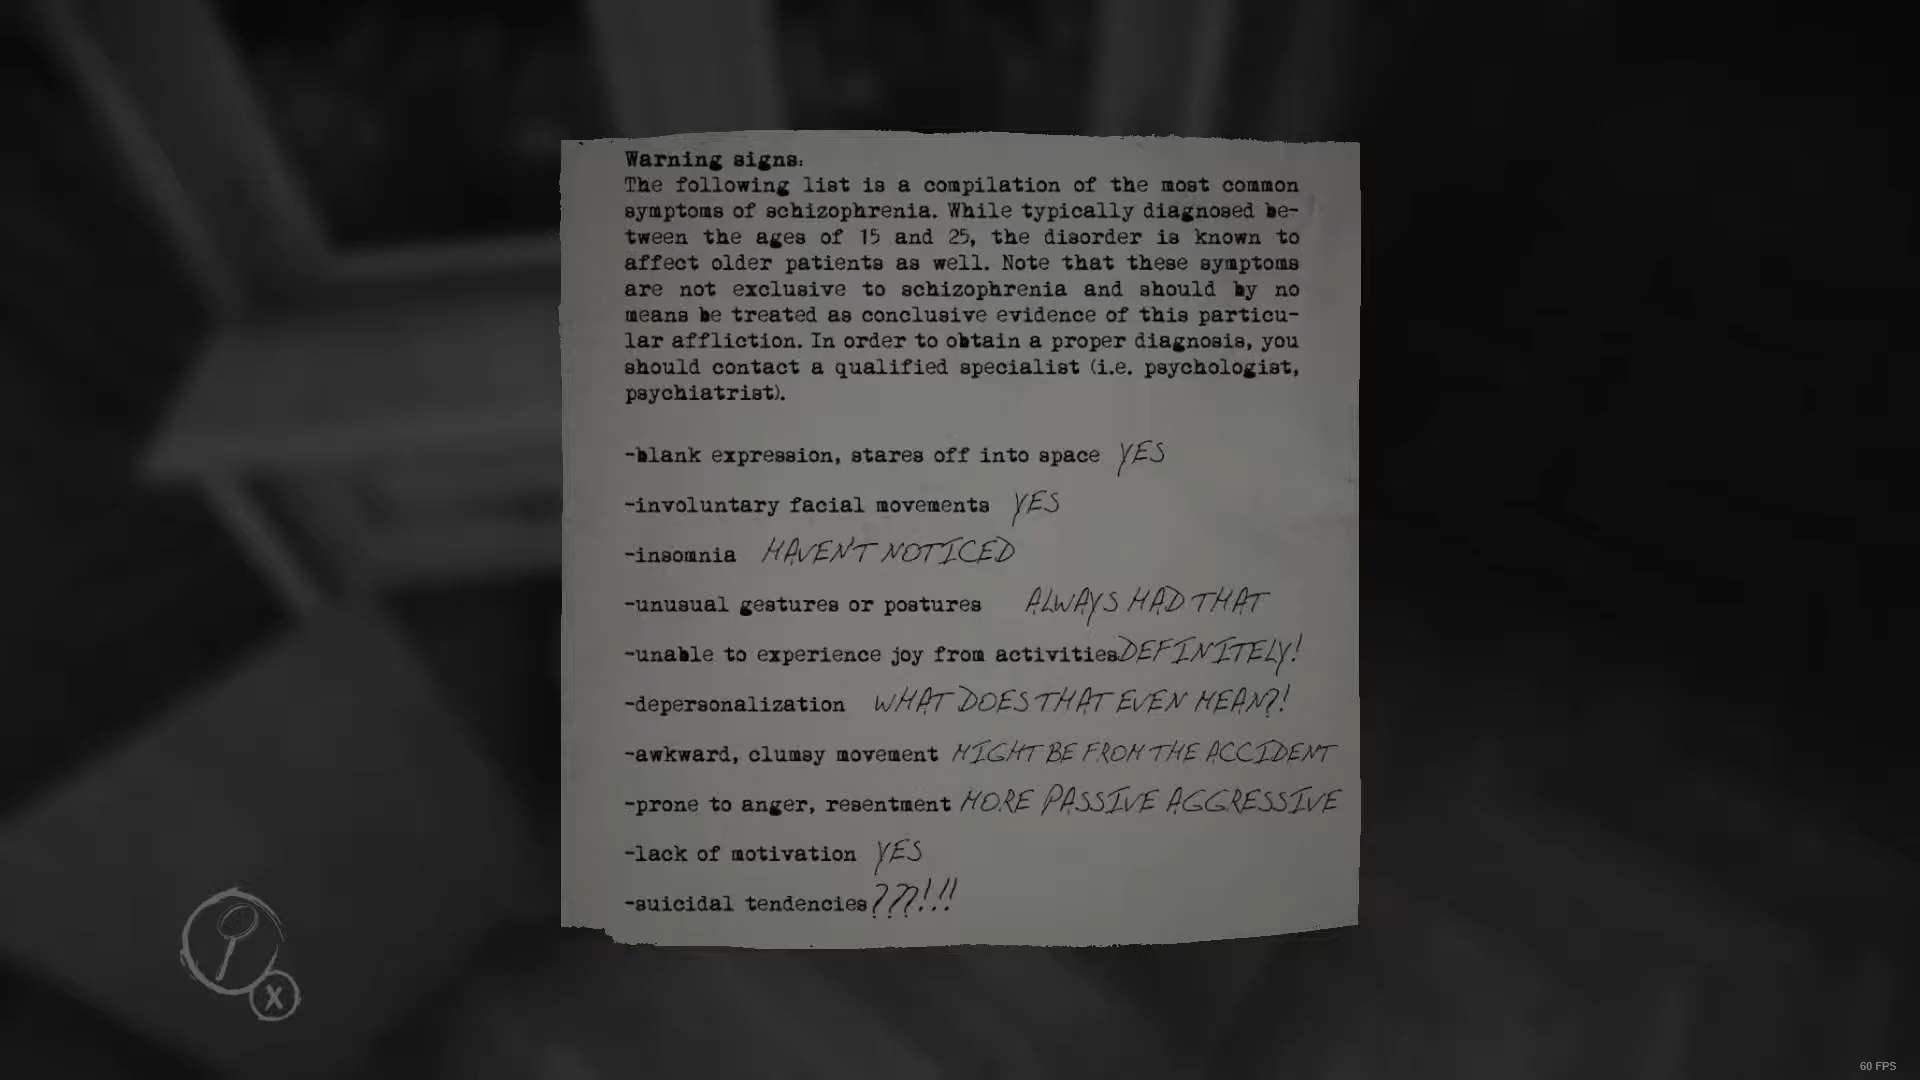 Warning signs:
The following list is a compilation of the most common
symptoms of schizophrenia. While typically diagnosed be-
tween the ages of 15 and 25, the disorder is known to
affect older patients as well. Note that these symptoms
are not exclusive to schizophrenia and should by no
means be treated as conclusive evidence of this particu-
lar affliction. In order to obtain a proper diagnosis, you
should contact a qualified specialist (i.e. psychologist,
psychiatrist).
-blank expression, stares off into space YES
-involuntary facial movements YES
-insomnia HAVEN'T NOTICED
-unusual gestures or postures ALWAYS HAD THAT
-unable to experience joy from activities DEFINITELY!
-depersonalization WHAT DOES THAT EVEN MEAN?!
-awkward, clumsy movement MIGHT BE FROM THE ACCIDENT
-prone to anger, resentment MORE PASSIVE AGGRESSIVE
-lack of motivation YES
-suicidal tendencies ???!!!
X
60 FPS